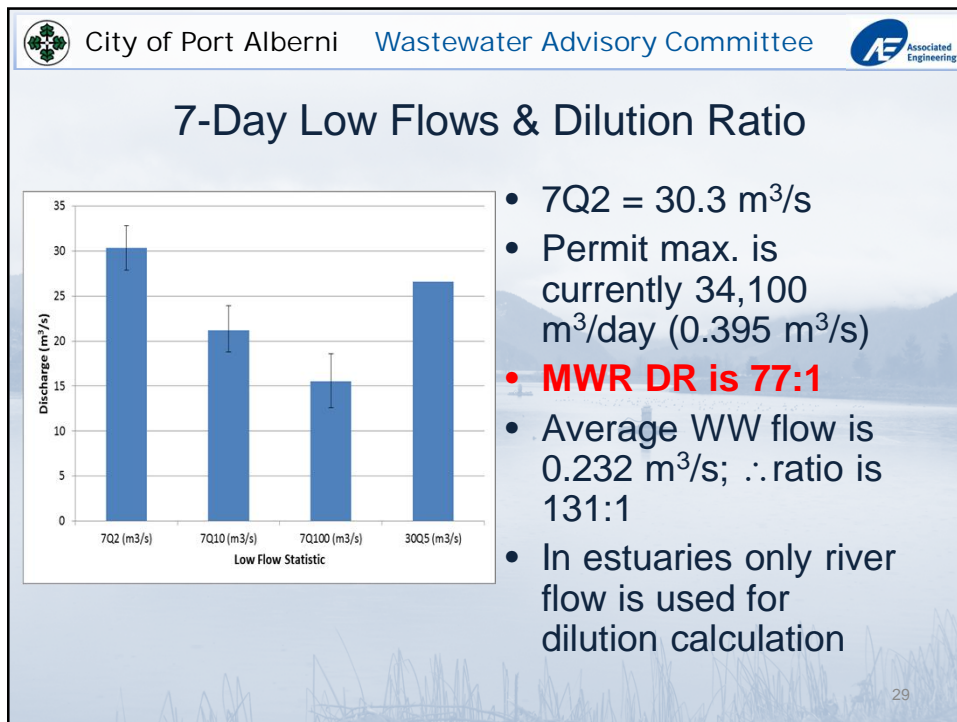 City of Port Alberni Wastewater Advisory Committee
AE Associated
Engineering
7-Day Low Flows & Dilution Ratio
35
30
25
20
15
10
5
0
Discharge (m³/s)
7Q2 (m3/s) 7Q10 (m3/s) 7Q100 (m3/s) 30Q5 (m3/s)
Low Flow Statistic
• 7Q2 = 30.3 m³/s
• Permit max. is
currently 34,100
m³/day (0.395 m³/s)
• MWR DR is 77:1
• Average WW flow is
0.232 m³/s; ∴ratio is
131:1
• In estuaries only river
flow is used for
dilution calculation
29